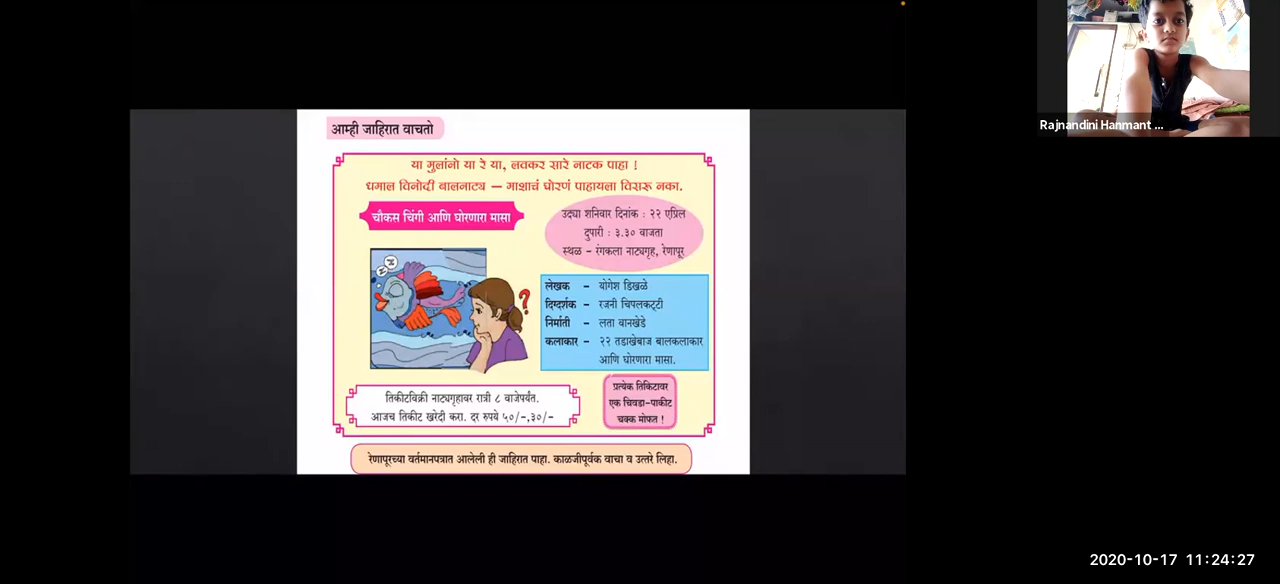 आम्ही जाहिरात वाचतो
या मुलांनो या रे या, लवकर सारे नाटक पाहा !
धमाल विनोदी बालनाट्य – माशाचं घोरणं पाहायला विसरू नका.
चौकस चिंगी आणि घोरणारा मासा
उद्या शनिवार दिनांक : २२ एप्रिल
दुपारी : ३.३० वाजता
स्थळ – रंगकला नाट्यगृह, रेणापूर
?
लेखक – योगेश डिखळे
दिग्दर्शक – रजनी चिपलकट्टी
निर्माती – लता वानखेडे
कलाकार – २२ तडाखेबाज बालकलाकार
आणि घोरणारा मासा.
तिकीटविक्री नाट्यगृहावर रात्री ८ वाजेपर्यंत.
आजच तिकीट खरेदी करा. दर रुपये ५०/-,३०/-
प्रत्येक तिकिटावर
एक चिवडा-पाकीट
चक्क मोफत !
रेणापूरच्या वर्तमानपत्रात आलेली ही जाहिरात पाहा. काळजीपूर्वक वाचा व उत्तरे लिहा.
Rajnandini Hanmant ...
2020-10-17 11:24:27